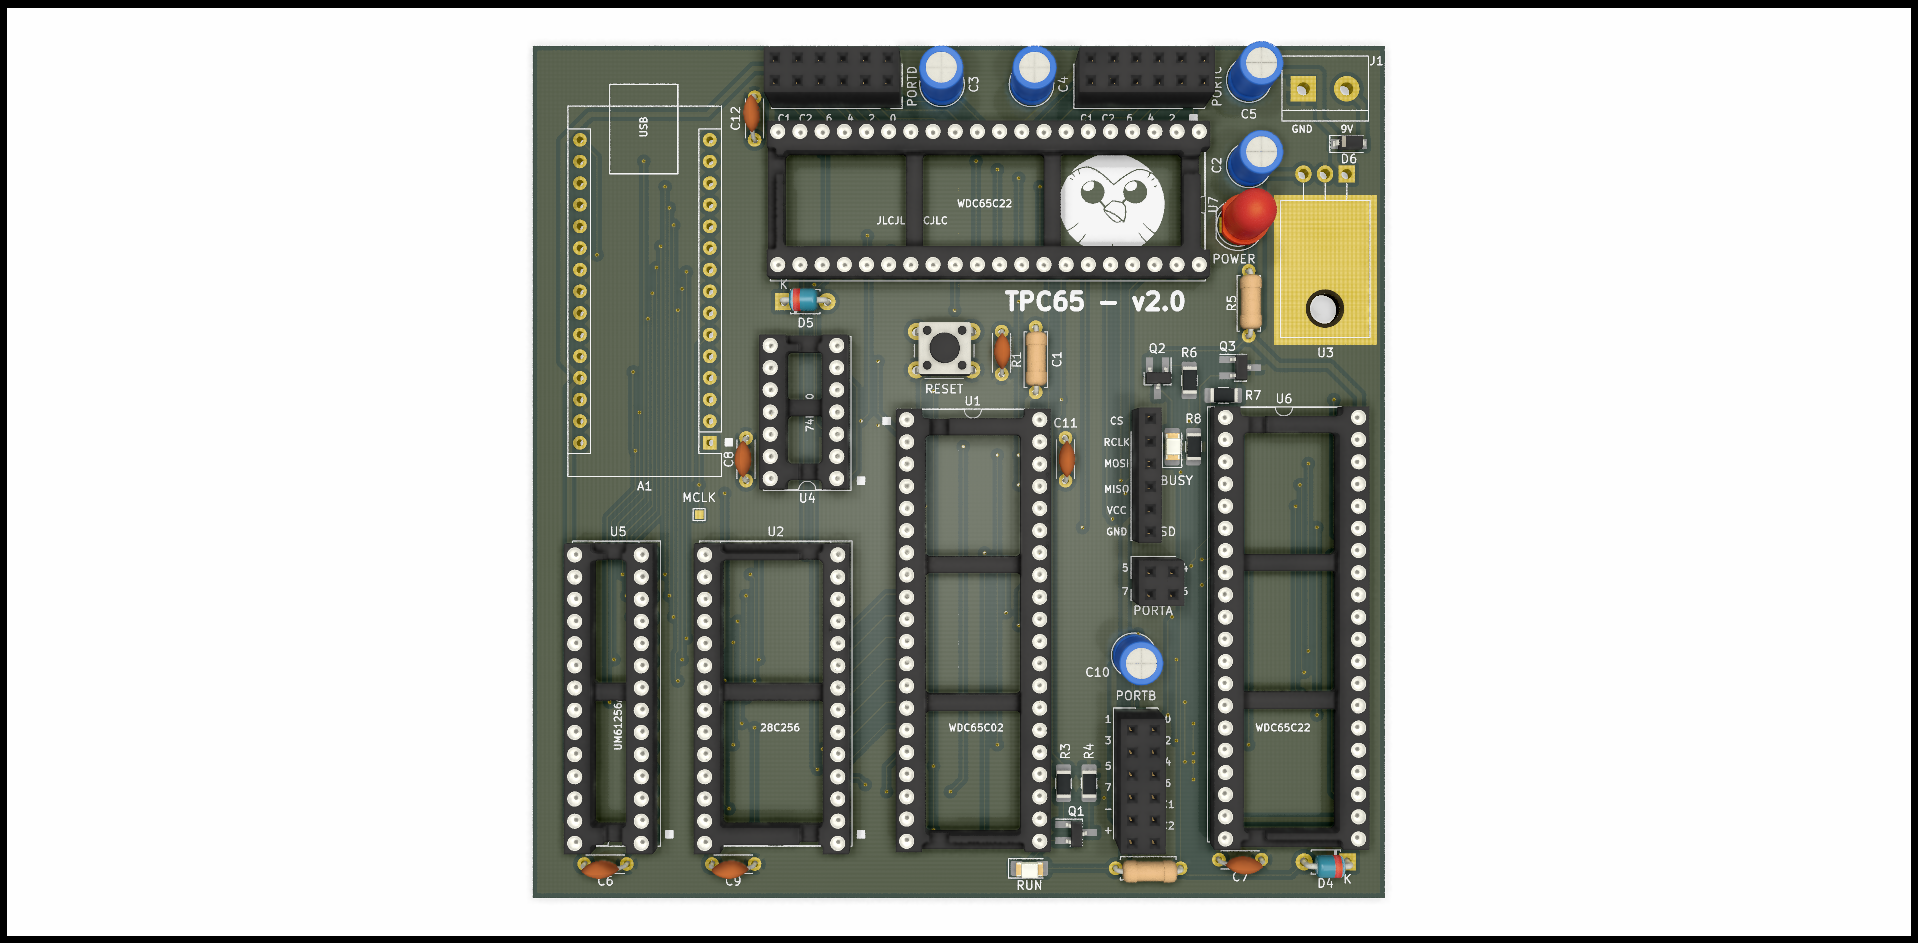 J1
PORTD
C3
C4
C5
C12
USB
C1 C2 6 4 2 0
C1 C2 6 4 2
GND 9V
D6
C2
WDC65C22
JLCJL CJLC
U7
POWER
K
D5
TPC65 – v2.0
R5
U3
RESET
R1
C1
Q2
R6
Q3
R7
U1
U6
74
0
CS
RCLK
MOSI
MISO
VCC
GND
SD
R8
BUSY
C11
C8
A1
U4
MCLK
U5
U2
5 4
7 6
PORTA
C10
PORTB
UM61256
28C256
WDC65C02
WDC65C22
1 0
3 2
5 4
7 6
-
+
R3
R4
Q1
RUN
C6
C9
C7
D4
K